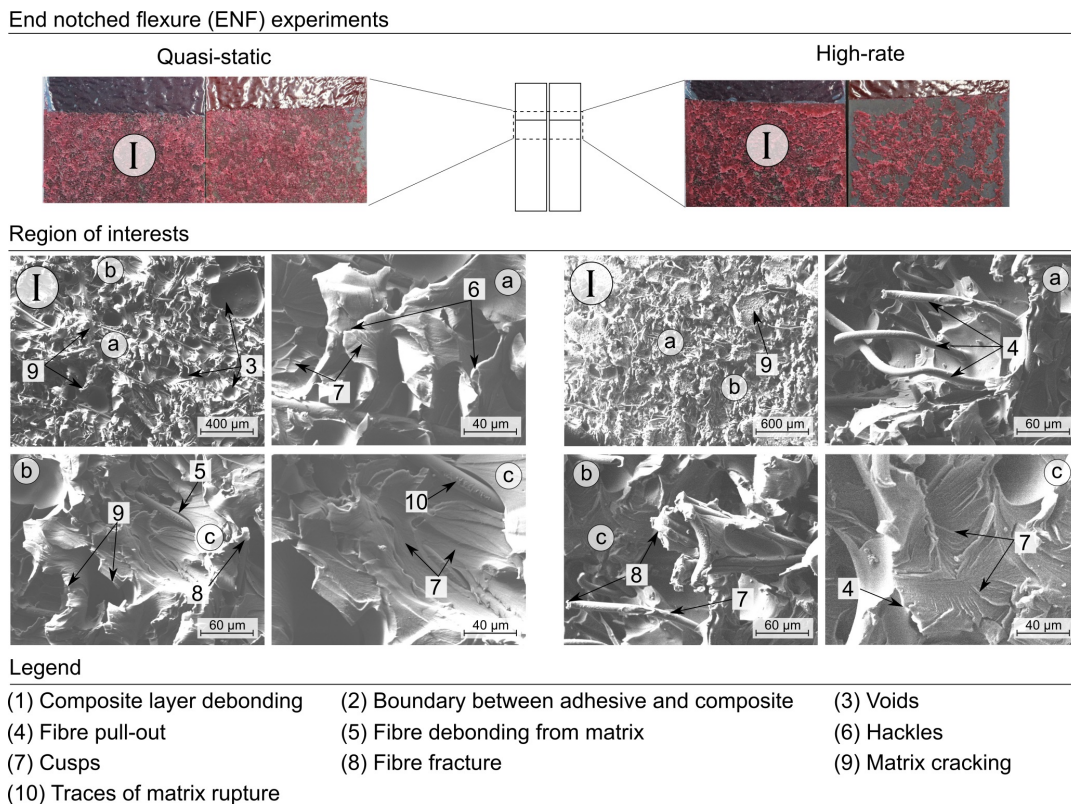 End notched flexure (ENF) experiments
Quasi-static
High-rate
I
I
Region of interests
I
b
a
9
3
400 µm
a
6
7
40 µm
I
a
9
b
600 µm
a
4
60 µm
b
5
9
c
8
60 µm
c
10
7
40 µm
b
c
8
7
60 µm
c
7
4
40 µm
Legend
(1) Composite layer debonding
(2) Boundary between adhesive and composite
(3) Voids
(4) Fibre pull-out
(5) Fibre debonding from matrix
(6) Hackles
(7) Cusps
(8) Fibre fracture
(9) Matrix cracking
(10) Traces of matrix rupture